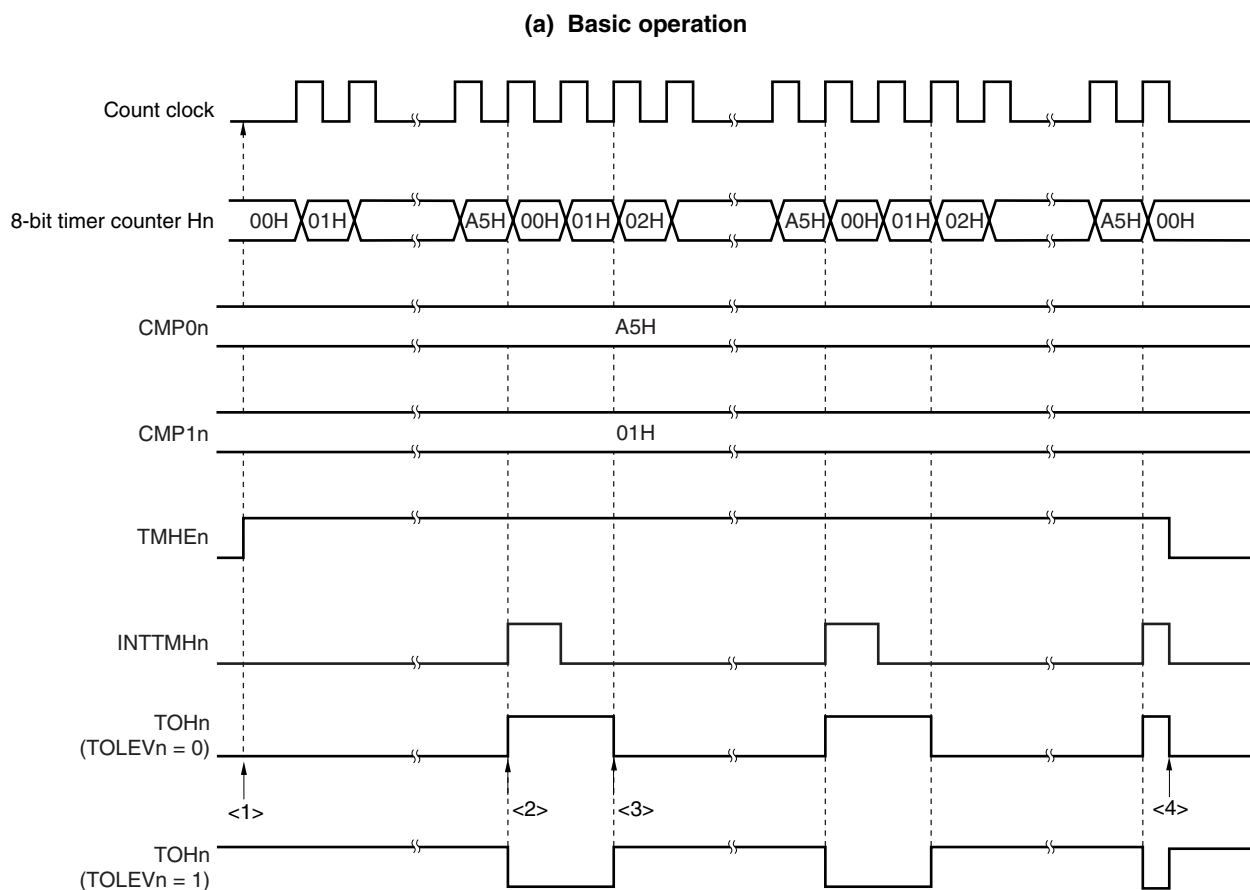 (a) Basic operation
Count clock
8-bit timer counter Hn
00H 01H A5H 00H 01H 02H A5H 00H 01H 02H A5H 00H
CMP0n
A5H
CMP1n
01H
TMHEn
INTTMHn
TOHn
(TOLEVn = 0)
<1> <2> <3> <4>
TOHn
(TOLEVn = 1)